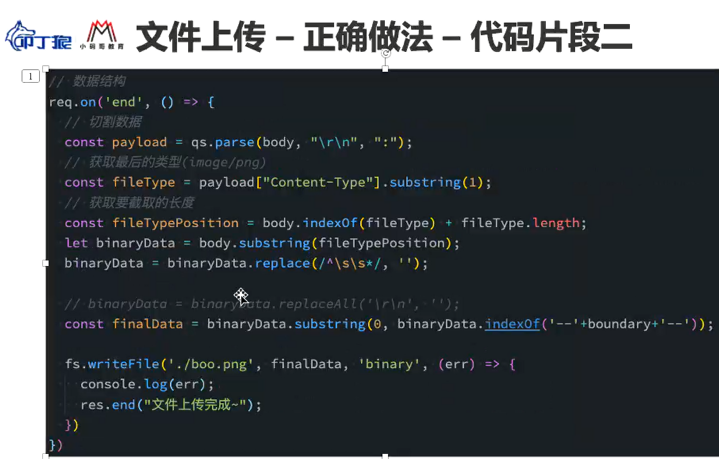 叩丁狼
小码哥教育
文件上传 – 正确做法 – 代码片段二
1
// 数据结构
req.on('end', () => {
  // 切割数据
  const payload = qs.parse(body, "\r\n", ":");
  // 获取最后的类型(image/png)
  const fileType = payload["Content-Type"].substring(1);
  // 获取要截取的长度
  const fileTypePosition = body.indexOf(fileType) + fileType.length;
  let binaryData = body.substring(fileTypePosition);
  binaryData = binaryData.replace(/^\s\s*/, '');
  // binaryData = binaryData.replaceAll('\r\n', '');
  const finalData = binaryData.substring(0, binaryData.indexOf('--'+boundary+'--'));
  fs.writeFile('./boo.png', finalData, 'binary', (err) => {
    console.log(err);
    res.end("文件上传完成~");
  })
})